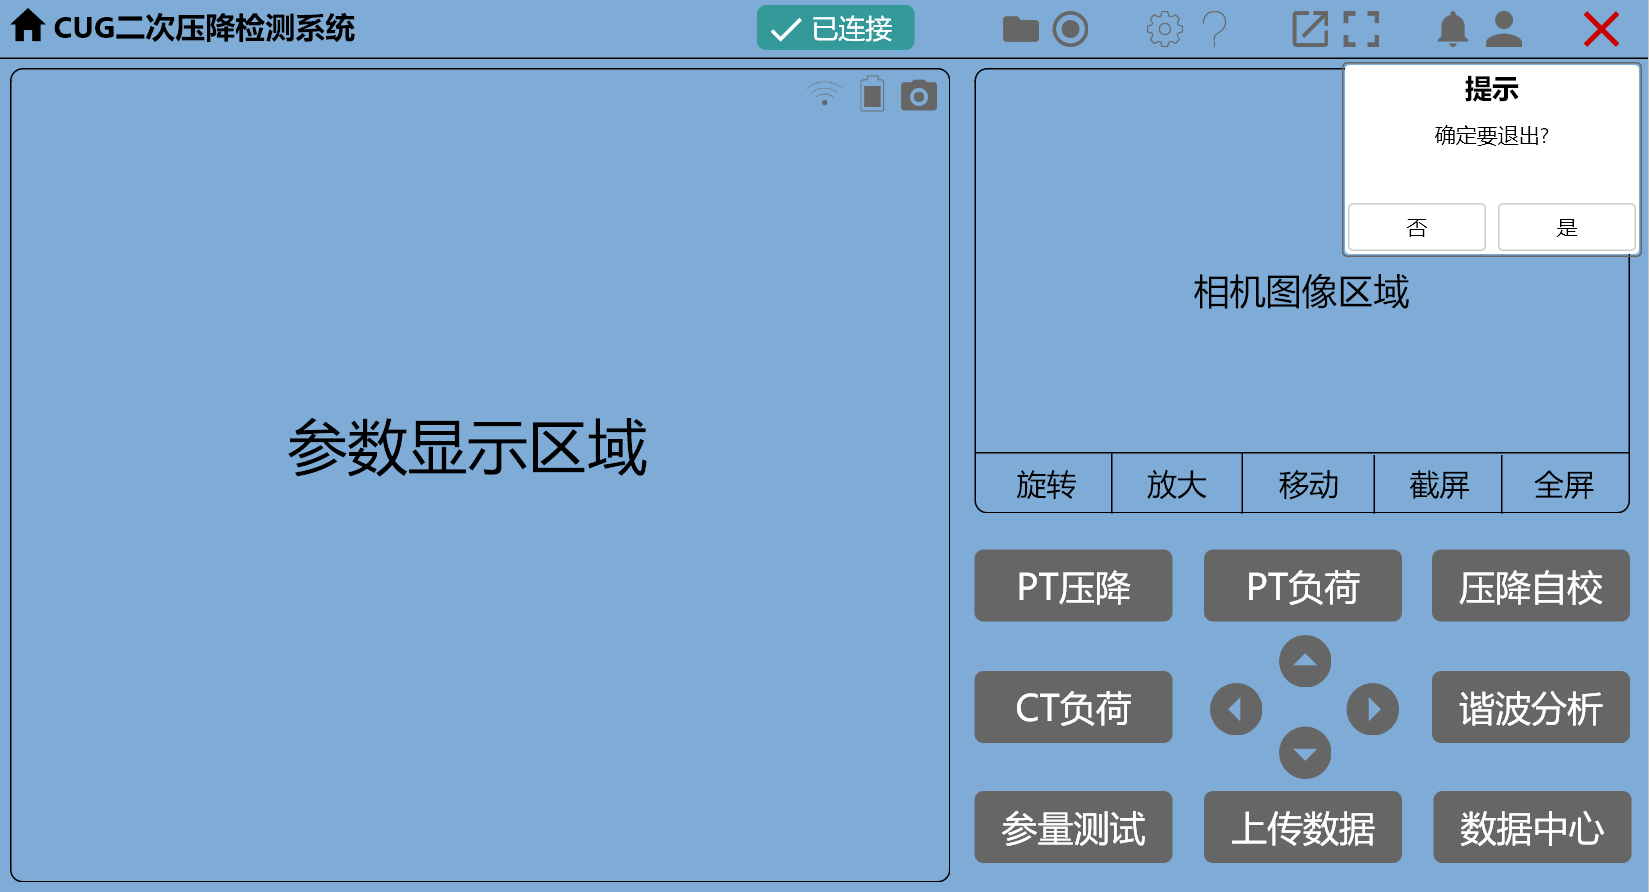 CUG二次压降检测系统
已连接
提示
确定要退出?
否
是
相机图像区域
参数显示区域
旋转
放大
移动
截屏
全屏
PT压降
PT负荷
压降自校
CT负荷
谐波分析
参量测试
上传数据
数据中心